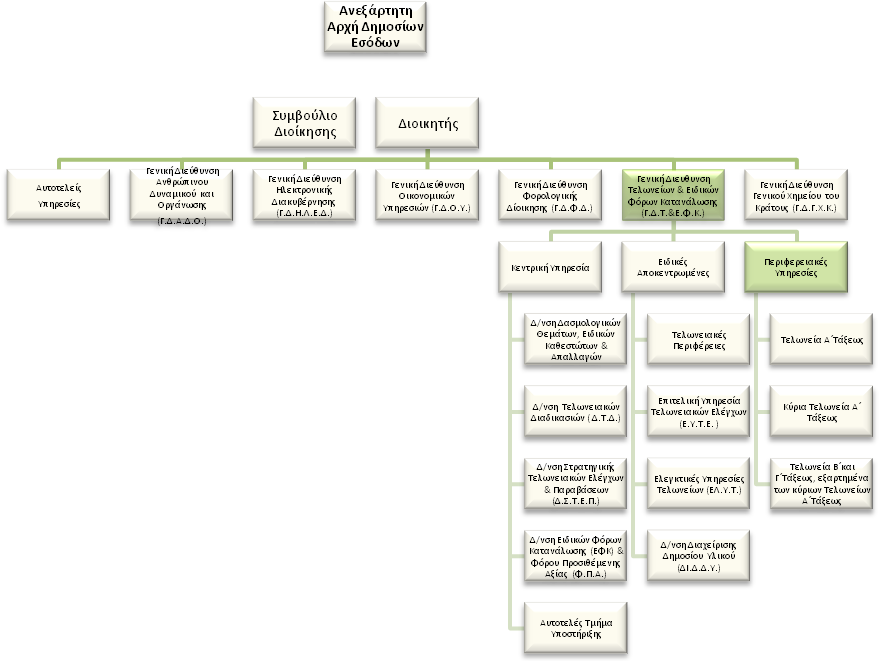 Ανεξάρτητη
Αρχή Δημοσίων
Εσόδων
Συμβούλιο
Διοίκησης
Διοικητής
Αυτοτελείς
Υπηρεσίες
Γενική Διεύθυνση
Ανθρώπινου
Δυναμικού και
Οργάνωσης
(Γ.Δ.Α.Δ.Ο.)
Γενική Διεύθυνση
Ηλεκτρονικής
Διακυβέρνησης
(Γ.Δ.ΗΛ.Ε.Δ.)
Γενική Διεύθυνση
Οικονομικών
Υπηρεσιών (Γ.Δ.Ο.Υ.)
Γενική Διεύθυνση
Φορολογικής
Διοίκησης (Γ.Δ.Φ.Δ.)
Γενική Διευθυνση
Τελωνείων & Ειδικών
Φόρων Κατανάλωσης
(Γ.Δ.Τ.&Ε.Φ.Κ.)
Γενική Διεύθυνση
Γενικού Χημείου του
Κράτους (Γ.Δ.Γ.Χ.Κ.)
Κεντρική Υπηρεσία
Ειδικές
Αποκεντρωμένες
Περιφερειακές
Υπηρεσίες
Δ/νση Δασμολογικών
Θεμάτων, Ειδικών
Καθεστώτων &
Απαλλαγών
Δ/νση Τελωνειακών
Διαδικασιών (Δ.Τ.Δ.)
Δ/νση Στρατηγικής
Τελωνειακών Ελέγχων
& Παραβάσεων
(Δ.Σ.Τ.Ε.Π.)
Δ/νση Ειδικών Φόρων
Κατανάλωσης (ΕΦΚ) &
Φόρου Προσιθέμενης
Αξίας (Φ.Π.Α.)
Αυτοτελές Τμήμα
Υποστήριξης
Τελωνειακές
Περιφέρειες
Επιτελική Υπηρεσία
Τελωνειακών Ελέγχων
(Ε.Υ.Τ.Ε.)
Ελεγκτικές Υπηρεσίες
Τελωνείων (ΕΛ.Υ.Τ.)
Δ/νση Διαχείρισης
Δημοσίου Υλικού
(ΔΙ.Δ.Δ.Υ.)
Τελωνεία Α΄Τάξεως
Κύρια Τελωνεία Α΄
Τάξεως
Τελωνεία Β΄και
Γ΄Τάξεως, εξαρτημένα
των κύριων Τελωνείων
Α΄Τάξεως